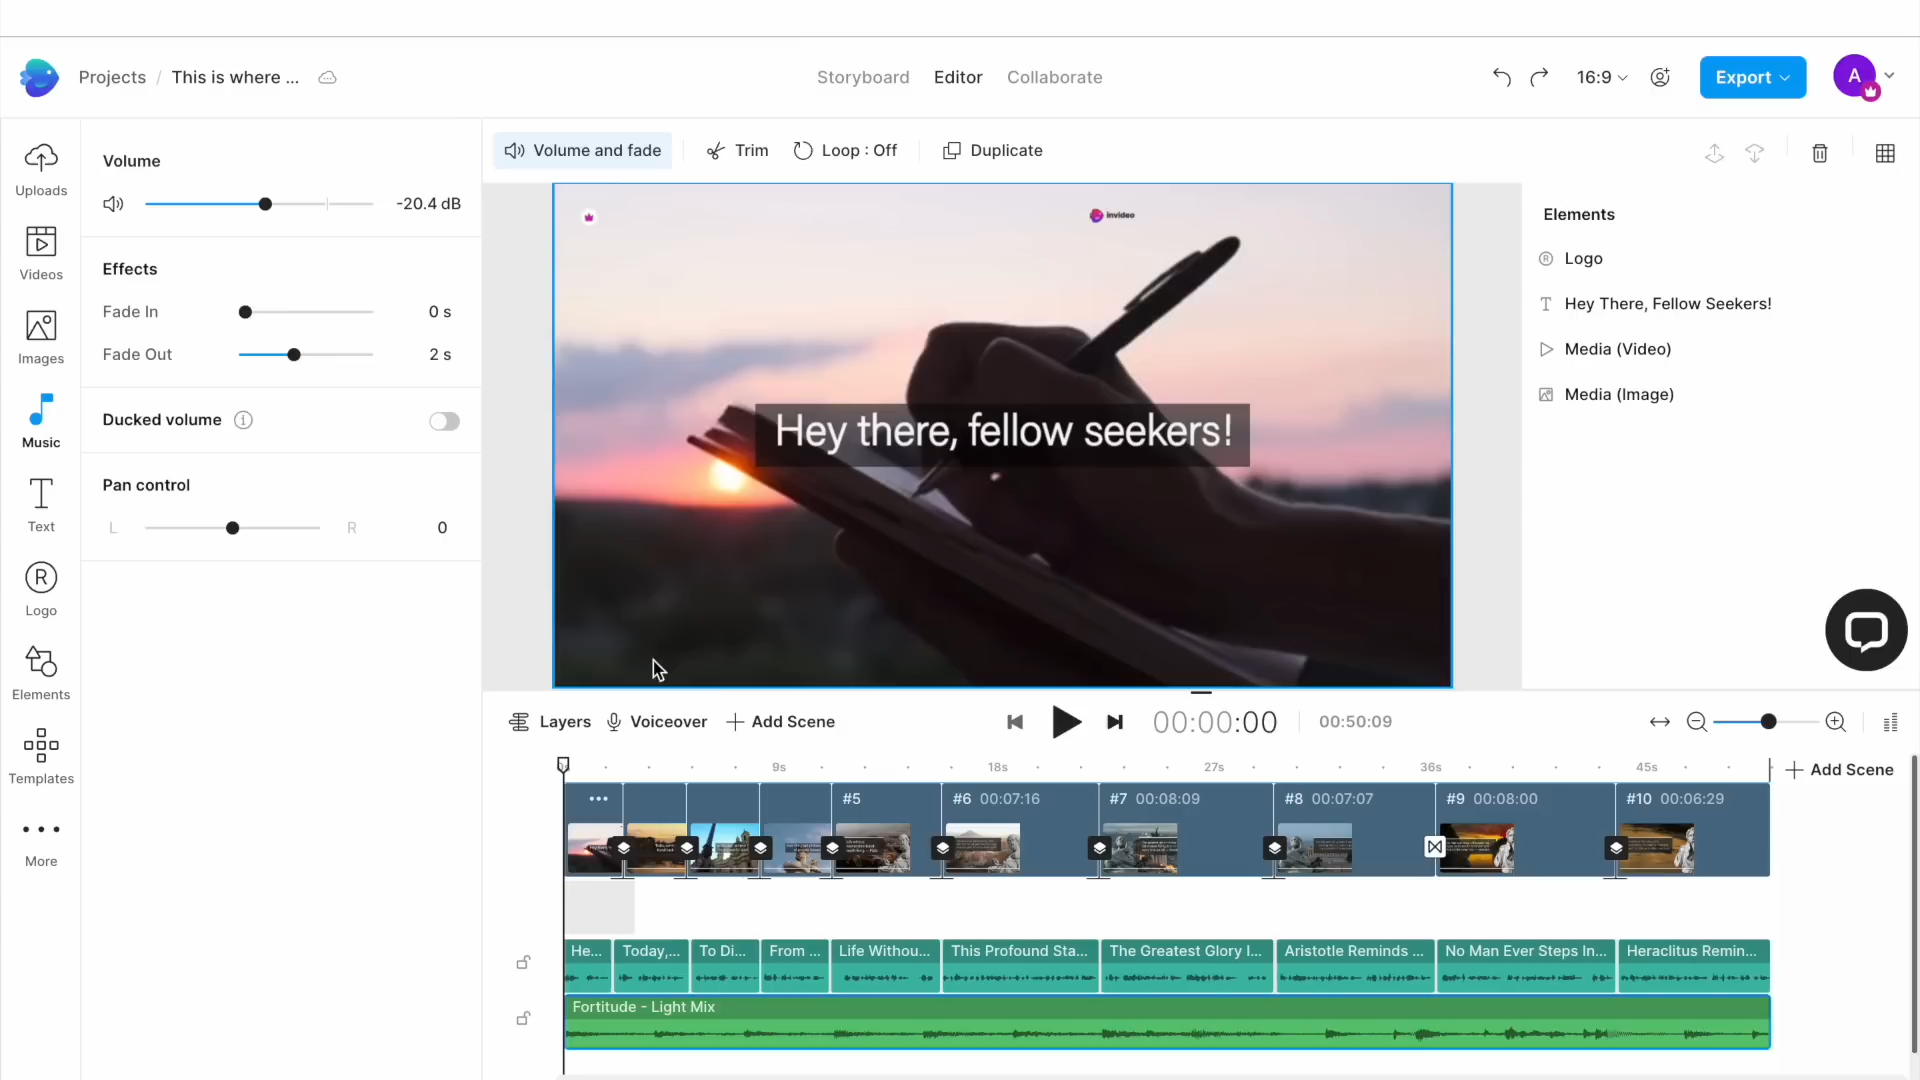 Projects / This is where ...
Storyboard
Editor
Collaborate
16:9
Export
A
Uploads
Videos
Images
Music
Text
Logo
Elements
Templates
More
Volume
-20.4 dB
Effects
Fade In
0 s
Fade Out
2 s
Ducked volume
Pan control
L
R
0
Volume and fade
Trim
Loop : Off
Duplicate
invideo
Hey there, fellow seekers!
Elements
Logo
Hey There, Fellow Seekers!
Media (Video)
Media (Image)
Layers
Voiceover
Add Scene
00:00:00
00:50:09
9s
18s
27s
36s
45s
Add Scene
#5
#6 00:07:16
#7 00:08:09
#8 00:07:07
#9 00:08:00
#10 00:06:29
He...
Today,...
To Di...
From ...
Life Withou...
This Profound Sta...
The Greatest Glory I...
Aristotle Reminds ...
No Man Ever Steps In...
Heraclitus Remin...
Fortitude - Light Mix